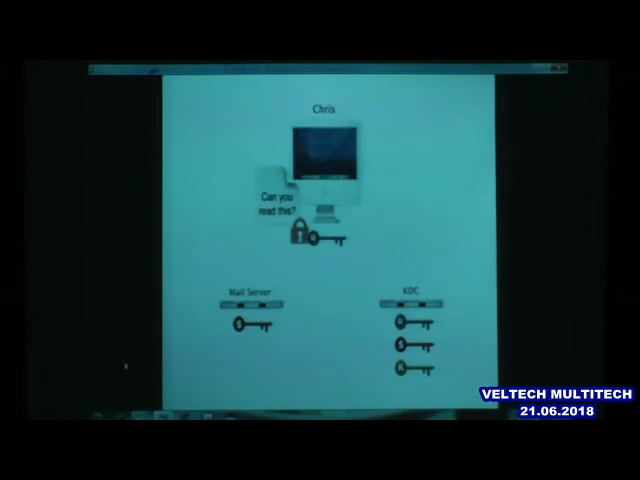 Chris
Can you
read this?
Mail Server
KDC
S
S
K
VELTECH MULTITECH
21.06.2018